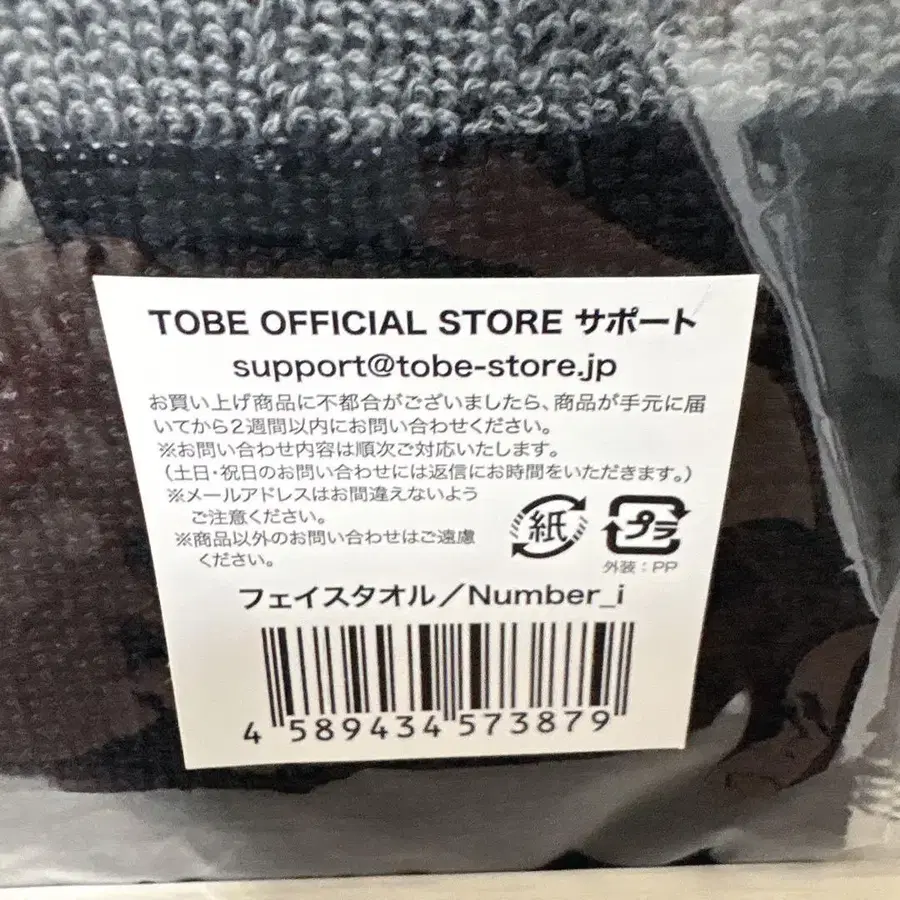 TOBE OFFICIAL STORE サポート
support@tobe-store.jp
お買い上げ商品に不都合がございましたら、商品が手元に届
いてから2週間以内にお問い合わせください。
※お問い合わせ内容は順次ご対応いたします。
(土日・祝日のお問い合わせには返信にお時間をいただきます。)
※メールアドレスはお間違えないよう
ご注意ください。
※商品以外のお問い合わせはご遠慮
ください。
紙
プラ
外装：PP
フェイスタオル／Number_i
4 589434 573879